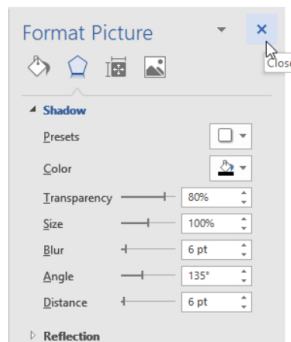 Format Picture
Close
Shadow
Presets
Color
Transparency 80%
Size 100%
Blur 6 pt
Angle 135°
Distance 6 pt
Reflection